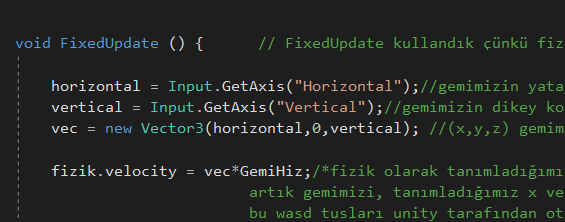 void FixedUpdate () { // FixedUpdate kullandık çünkü fiz
horizontal = Input.GetAxis("Horizontal");//gemimizin yata
vertical = Input.GetAxis("Vertical");//gemimizin dikey ko
vec = new Vector3(horizontal,0,vertical); //(x,y,z) gemim
fizik.velocity = vec*GemiHiz;/*fizik olarak tanımladığımı
artık gemimizi, tanımladığımız x ve
bu wasd tusları unity tarafından ot